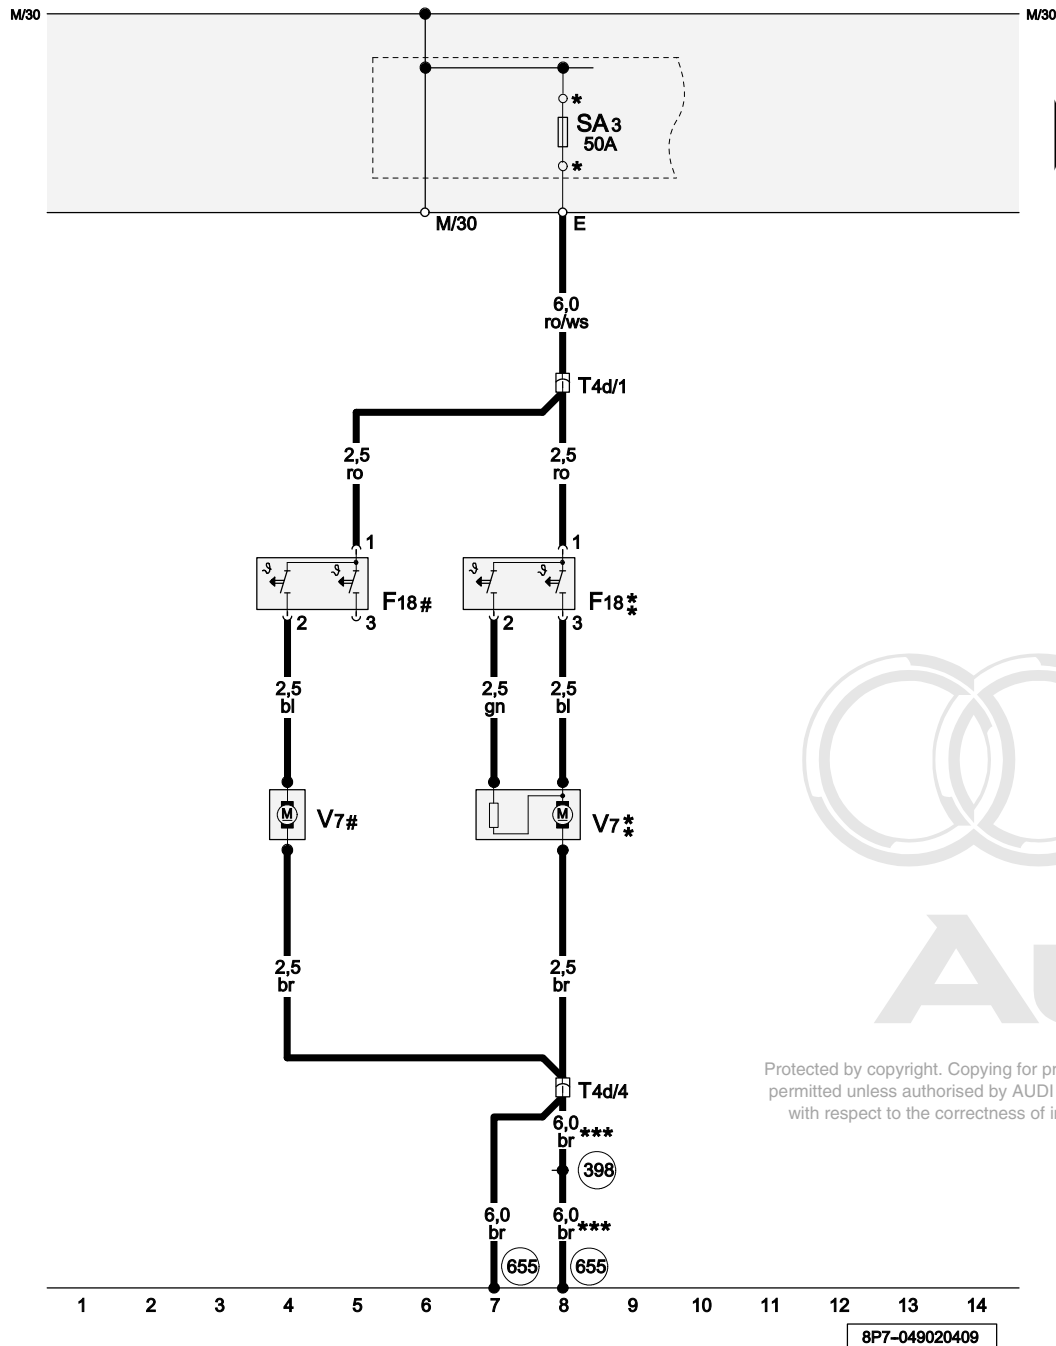 M/30 M/30
*
SA3
50A
*
M/30 E
6,0
ro/ws
T4d/1
2,5 2,5
ro ro
1 1
ϑ ϑ ϑ ϑ
F18# F18**
2 3 2 3
2,5 2,5 2,5
bl gn bl
M M
V7# V7**
2,5 2,5
br br
T4d/4
6,0
br ***
398
6,0 6,0
br br ***
655 655
1 2 3 4 5 6 7 8 9 10 11 12 13 14
8P7-049020409
Au
Protected by copyright. Copying for pr
permitted unless authorised by AUDI
with respect to the correctness of i